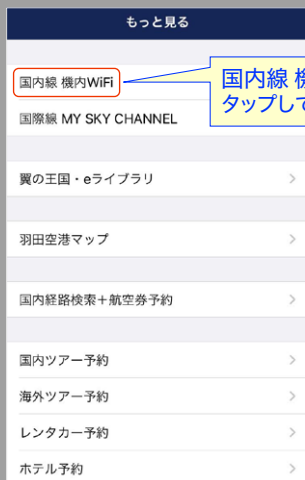 もっと見る
国内線 機内WiFi
国内線
タップして
国際線 MY SKY CHANNEL
翼の王国・eライブラリ
羽田空港マップ
国内経路検索＋航空券予約
国内ツアー予約
海外ツアー予約
レンタカー予約
ホテル予約